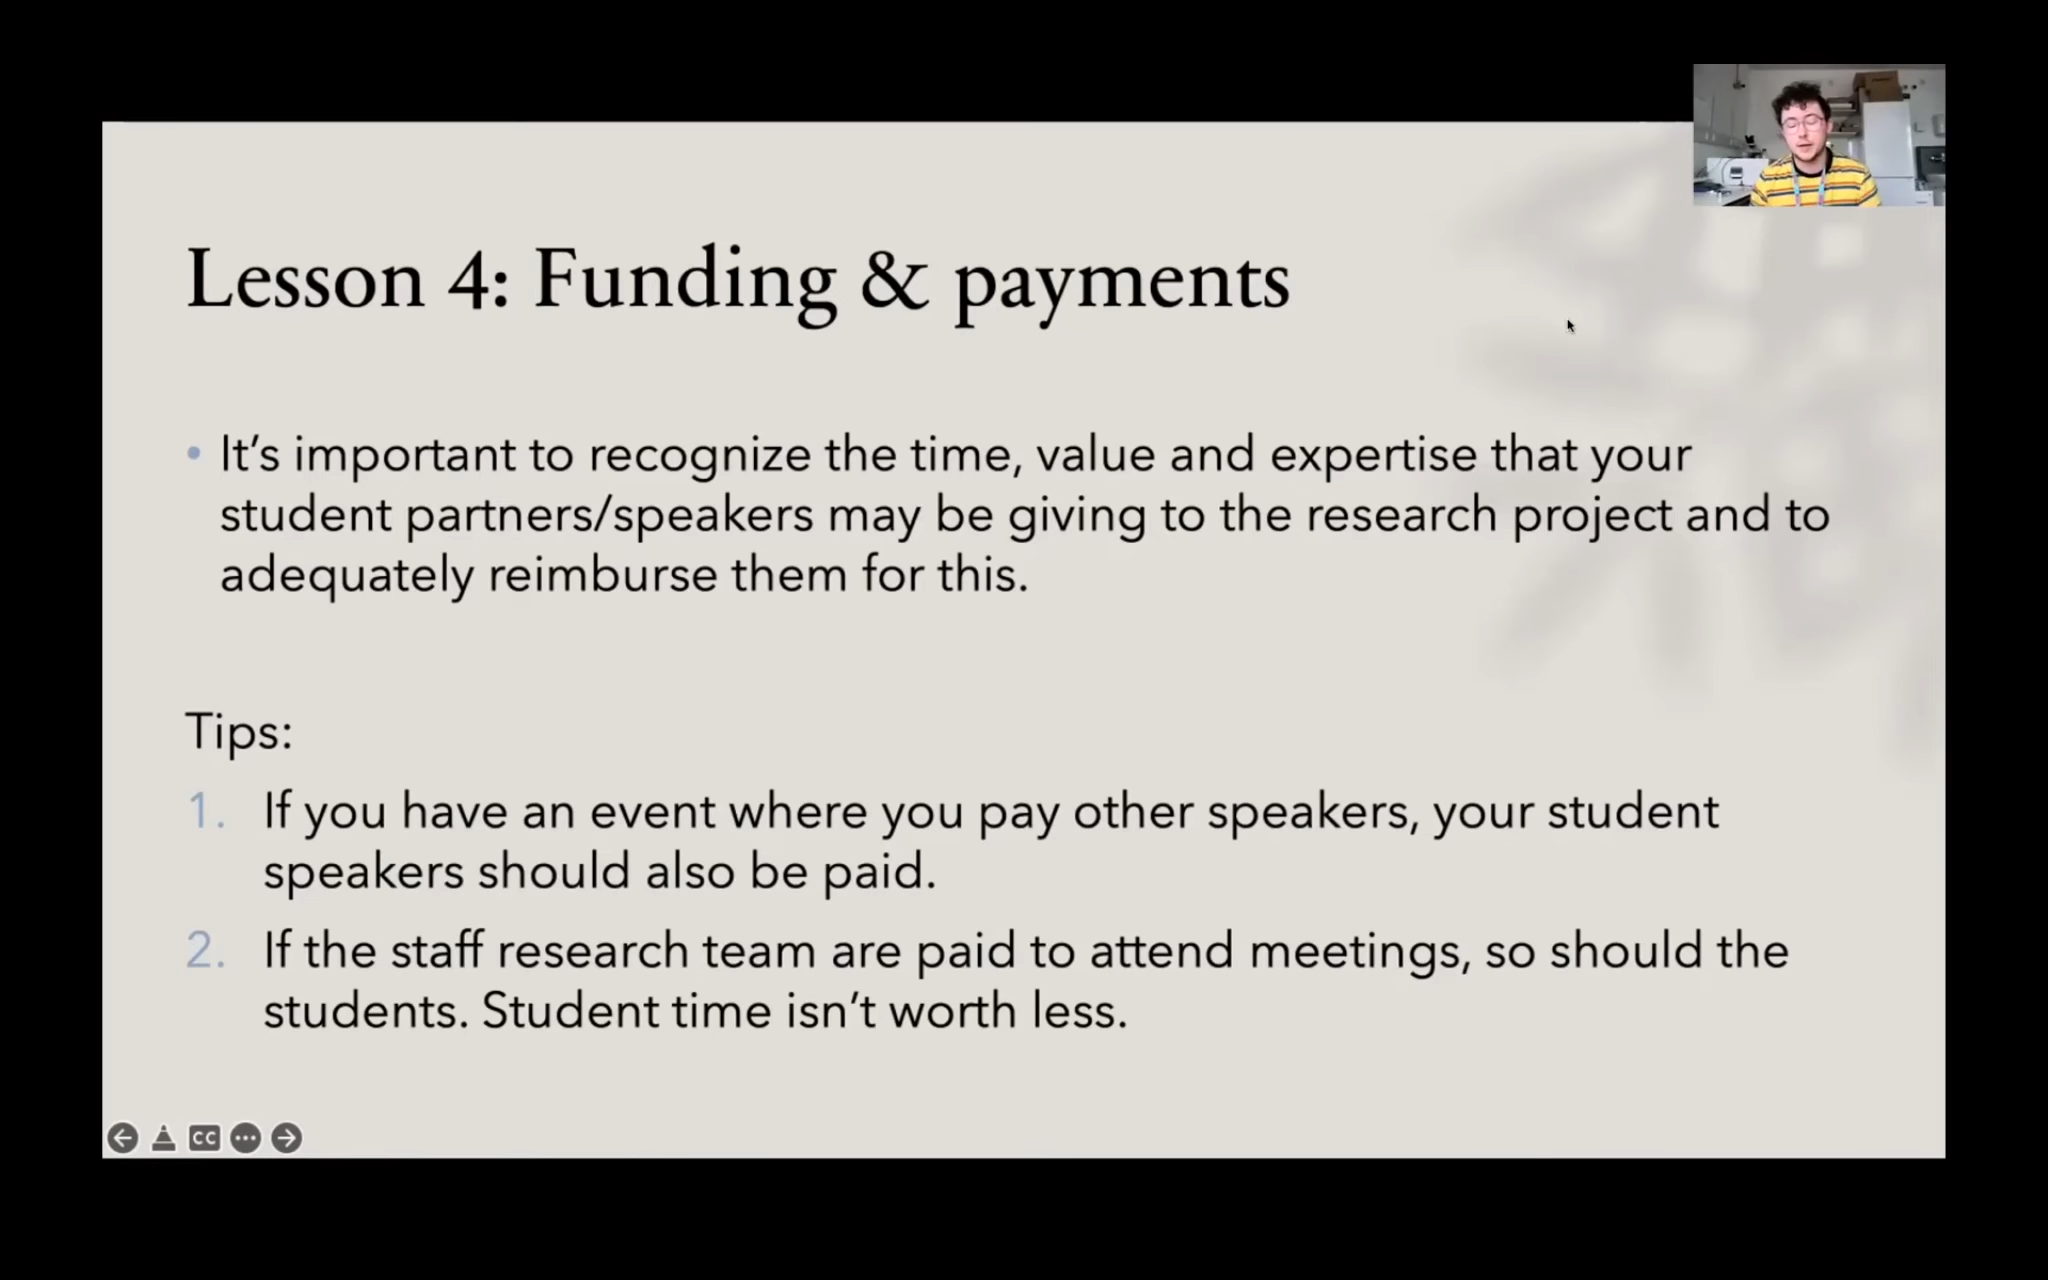 Lesson 4: Funding & payments
• It’s important to recognize the time, value and expertise that your
student partners/speakers may be giving to the research project and to
adequately reimburse them for this.
Tips:
1. If you have an event where you pay other speakers, your student
speakers should also be paid.
2. If the staff research team are paid to attend meetings, so should the
students. Student time isn’t worth less.
CC